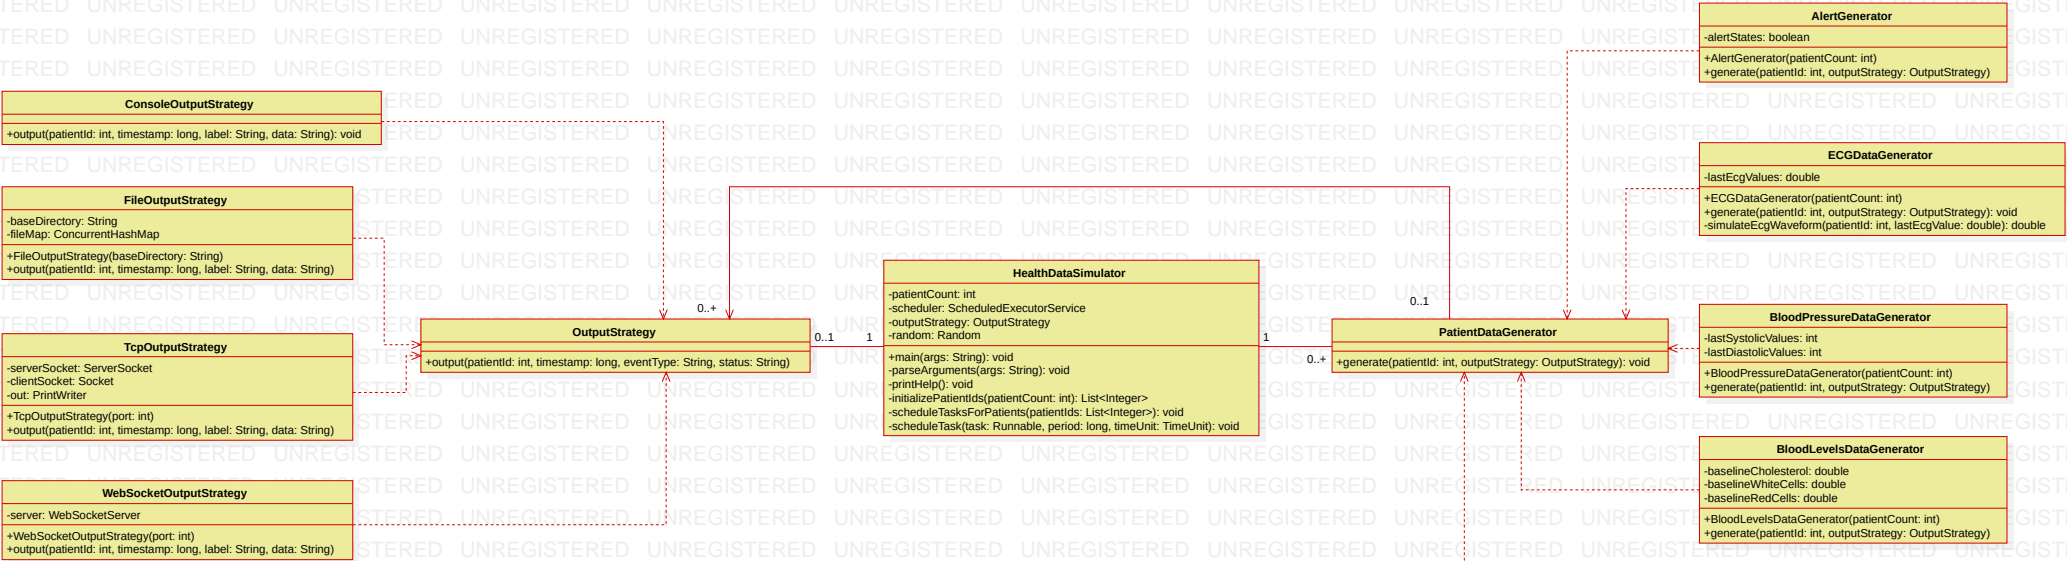 AlertGenerator
-alertStates: boolean
+AlertGenerator(patientCount: int)
+generate(patientId: int, outputStrategy: OutputStrategy)
ConsoleOutputStrategy
+output(patientId: int, timestamp: long, label: String, data: String): void
ECGDataGenerator
-lastEcgValues: double
+ECGDataGenerator(patientCount: int)
+generate(patientId: int, outputStrategy: OutputStrategy): void
-simulateEcgWaveform(patientId: int, lastEcgValue: double): double
FileOutputStrategy
-baseDirectory: String
-fileMap: ConcurrentHashMap
+FileOutputStrategy(baseDirectory: String)
+output(patientId: int, timestamp: long, label: String, data: String)
HealthDataSimulator
-patientCount: int
-scheduler: ScheduledExecutorService
-outputStrategy: OutputStrategy
-random: Random
+main(args: String): void
-parseArguments(args: String): void
-printHelp(): void
-initializePatientIds(patientCount: int): List<Integer>
-scheduleTasksForPatients(patientIds: List<Integer>): void
-scheduleTask(task: Runnable, period: long, timeUnit: TimeUnit): void
0..+
0..1
OutputStrategy
+output(patientId: int, timestamp: long, eventType: String, status: String)
0..1
1
1
0..+
PatientDataGenerator
+generate(patientId: int, outputStrategy: OutputStrategy): void
BloodPressureDataGenerator
-lastSystolicValues: int
-lastDiastolicValues: int
+BloodPressureDataGenerator(patientCount: int)
+generate(patientId: int, outputStrategy: OutputStrategy)
TcpOutputStrategy
-serverSocket: ServerSocket
-clientSocket: Socket
-out: PrintWriter
+TcpOutputStrategy(port: int)
+output(patientId: int, timestamp: long, label: String, data: String)
BloodLevelsDataGenerator
-baselineCholesterol: double
-baselineWhiteCells: double
-baselineRedCells: double
+BloodLevelsDataGenerator(patientCount: int)
+generate(patientId: int, outputStrategy: OutputStrategy)
WebSocketOutputStrategy
-server: WebSocketServer
+WebSocketOutputStrategy(port: int)
+output(patientId: int, timestamp: long, label: String, data: String)
UNREGISTERED